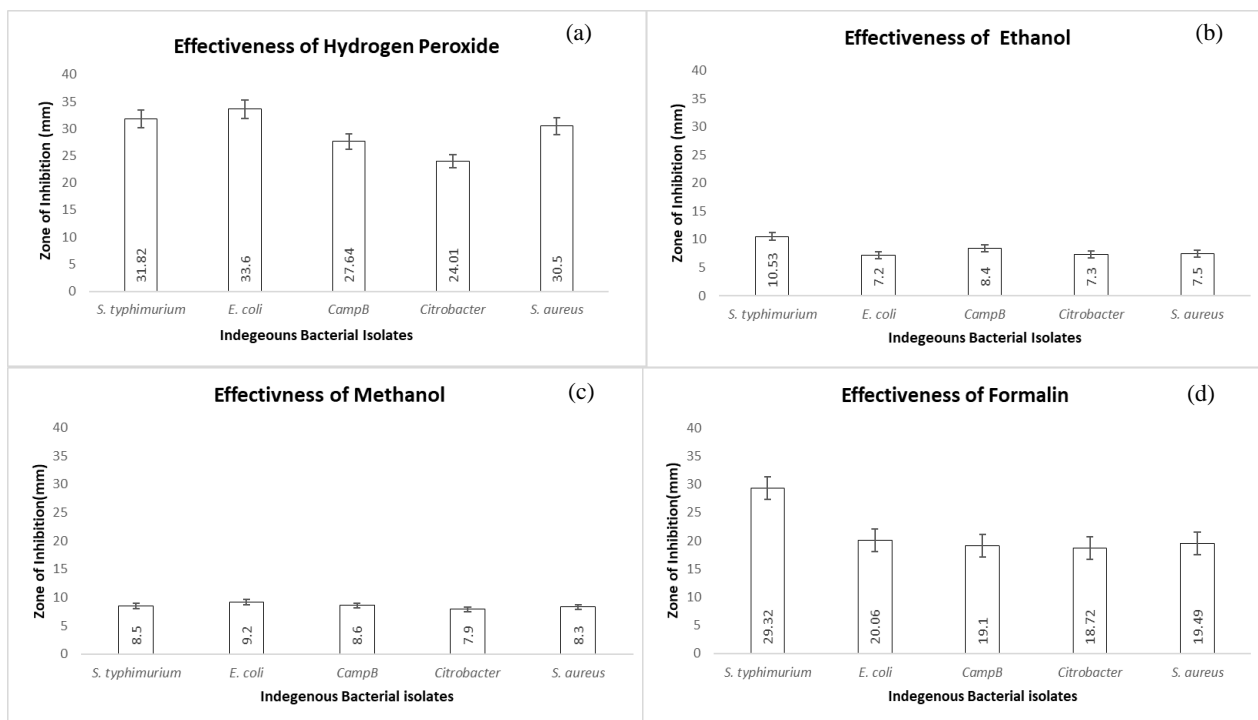 Effectiveness of Hydrogen Peroxide
(a)
Zone of Inhibition (mm)
40
35
30
25
20
15
10
5
0
31.82
33.6
27.64
24.01
30.5
S. typhimurium E. coli CampB Citrobacter S. aureus
Indegeouns Bacterial Isolates
Effectiveness of Ethanol
(b)
Zone of Inhibition (mm)
40
35
30
25
20
15
10
5
0
10.53
7.2
8.4
7.3
7.5
S. typhimurium E. coli CampB Citrobacter S. aureus
Indegeouns Bacterial Isolates
Effectivness of Methanol
(c)
Zone of Inhibition(mm)
40
35
30
25
20
15
10
5
0
8.5
9.2
8.6
7.9
8.3
S. typhimurium E. coli CampB Citrobacter S. aureus
Indegenous Bacterial isolates
Effectiveness of Formalin
(d)
Zone of Inhibition(mm)
40
35
30
25
20
15
10
5
0
29.32
20.06
19.1
18.72
19.49
S. typhimurium E. coli CampB Citrobacter S. aureus
Indegenous Bacterial isolates